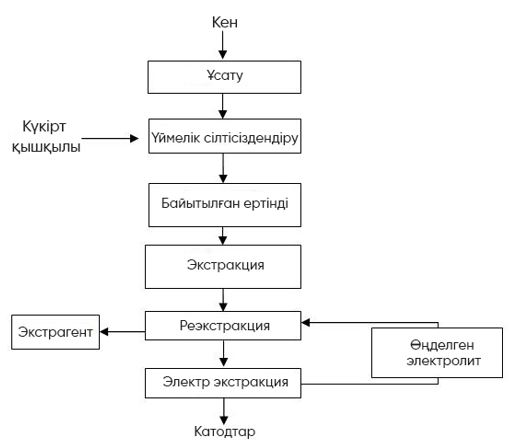 Кен
Ұсату
Күкірт
қышқылы
Үймелік сілтісіздендіру
Байытылған ертінді
Экстракция
Экстрагент
Реэкстракция
Өңделген
электролит
Электр экстракция
Катодтар